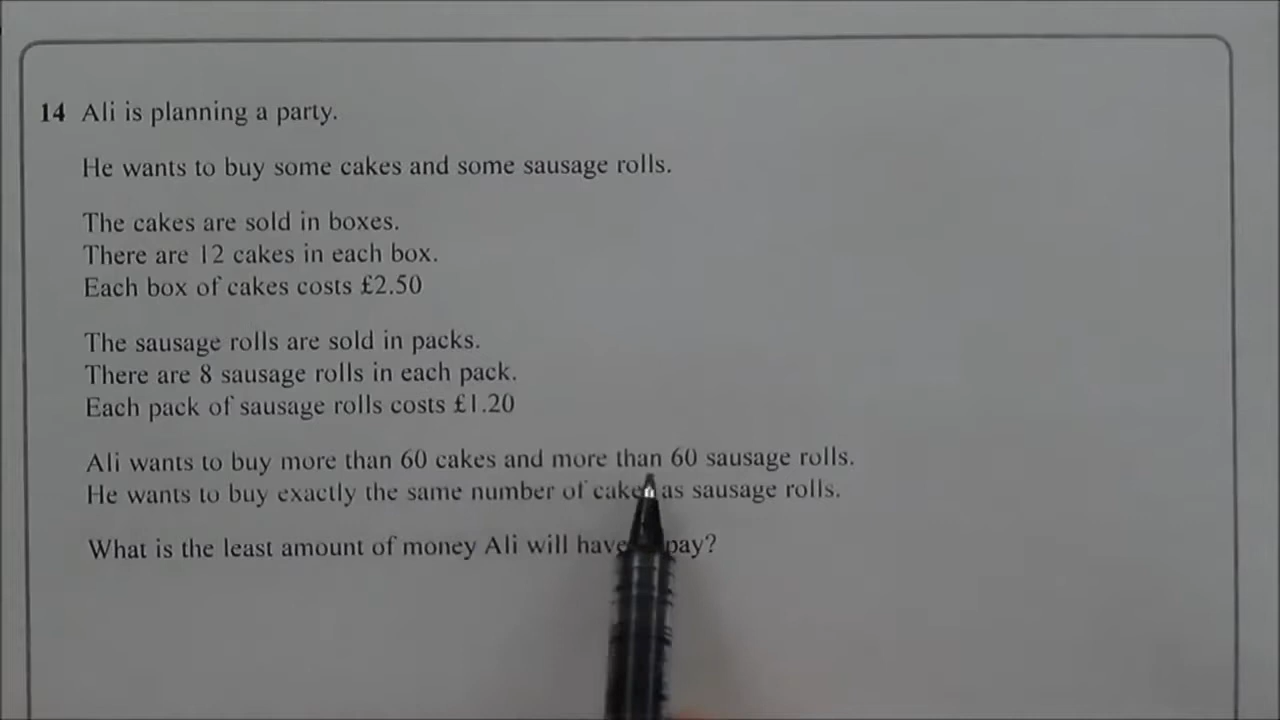 14 Ali is planning a party.
He wants to buy some cakes and some sausage rolls.
The cakes are sold in boxes.
There are 12 cakes in each box.
Each box of cakes costs £2.50
The sausage rolls are sold in packs.
There are 8 sausage rolls in each pack.
Each pack of sausage rolls costs £1.20
Ali wants to buy more than 60 cakes and more than 60 sausage rolls.
He wants to buy exactly the same number of cakes as sausage rolls.
What is the least amount of money Ali will have pay?